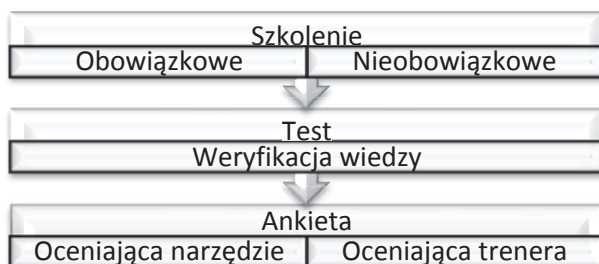 Szkolenie
Obowiązkowe Nieobowiązkowe
Test
Weryfikacja wiedzy
Ankieta
Oceniająca narzędzie Oceniająca trenera